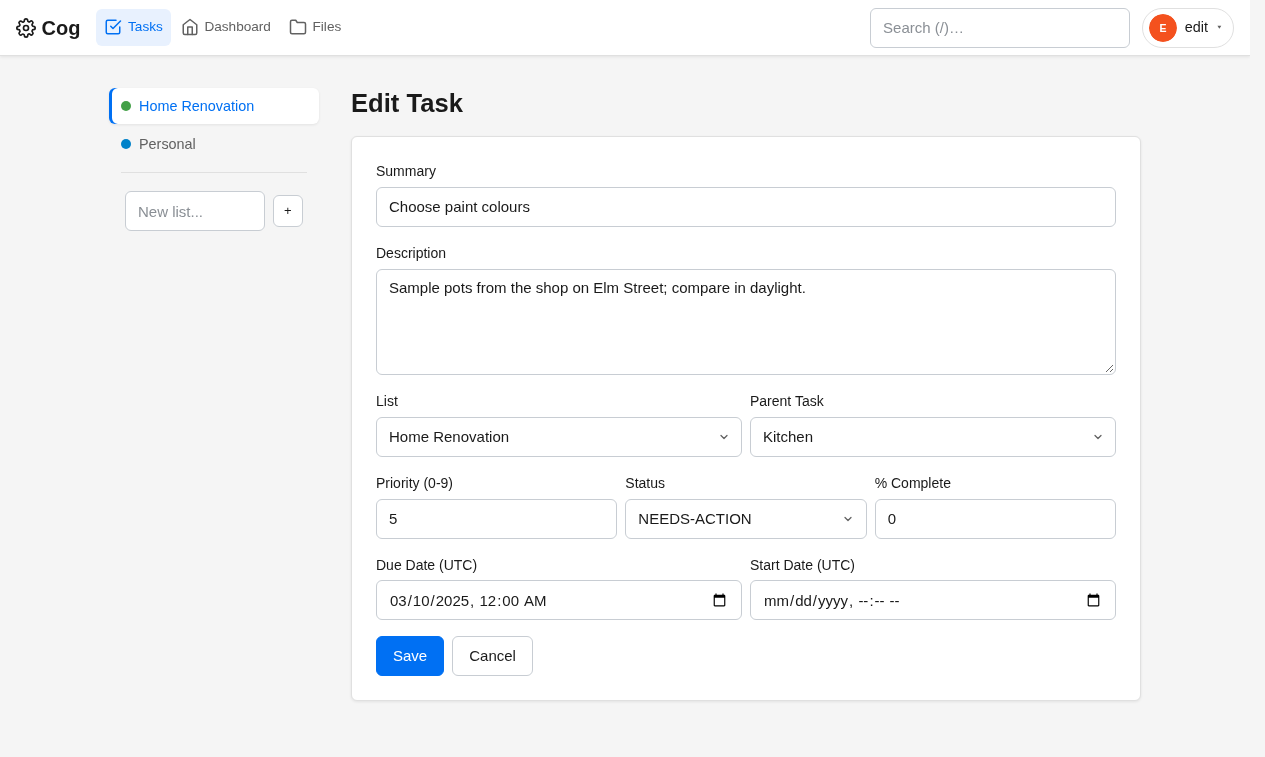 Cog
Tasks
Dashboard
Files
Search (/)…
E
edit
Home Renovation
Personal
New list...
+
Edit Task
Summary
Choose paint colours
Description
Sample pots from the shop on Elm Street; compare in daylight.
List
Parent Task
Home Renovation
Kitchen
Priority (0-9)
Status
% Complete
5
NEEDS-ACTION
0
Due Date (UTC)
Start Date (UTC)
03/10/2025, 12:00 AM
mm/dd/yyyy, --:-- --
Save
Cancel